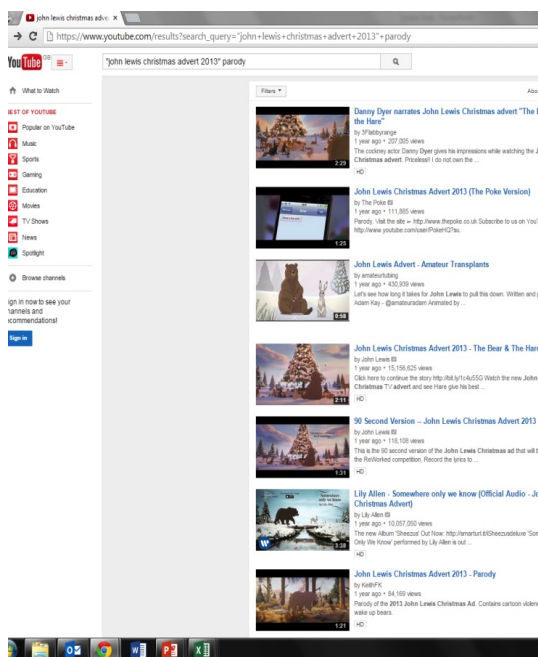 john lewis christmas adve
https://www.youtube.com/results?search_query="john+lewis+christmas+advert+2013"+parody
You Tube GB
"john lewis christmas advert 2013" parody
What to Watch
BEST OF YOUTUBE
Popular on YouTube
Music
Sports
Gaming
Education
Movies
TV Shows
News
Spotlight
Browse channels
ign in now to see your
hannels and
ecommendations!
Sign in
Filters
Abo
Danny Dyer narrates John Lewis Christmas advert "The B
the Hare"
by 3Flabbyrange
1 year ago • 207,005 views
The cockney actor Danny Dyer gives his impressions while watching the J
Christmas advert. Priceless!! I do not own the ...
HD
2:29
John Lewis Christmas Advert 2013 (The Poke Version)
by The Poke
1 year ago • 111,885 views
Parody. Visit the site = http://www.thepoke.co.uk Subscribe to us on You
http://www.youtube.com/user/PokeHQ?su.
1:25
John Lewis Advert - Amateur Transplants
by amateurtubing
1 year ago • 430,939 views
Let's see how long it takes for John Lewis to pull this down. Written and p
Adam Kay - @amateuradam Animated by ...
0:58
John Lewis Christmas Advert 2013 - The Bear & The Hare
by John Lewis
1 year ago • 15,156,625 views
Click here to continue the story http://bit.ly/1c4u55G Watch the new John
Christmas TV advert and see Hare give his best ...
HD
2:11
90 Second Version -- John Lewis Christmas Advert 2013
by John Lewis
1 year ago • 118,108 views
This is the 90 second version of the John Lewis Christmas ad that will b
the ReWorked competition. Record the lyrics to ...
HD
1:31
Lily Allen - Somewhere only we know (Official Audio - Jo
Christmas Advert)
by Lily Allen
1 year ago • 10,057,050 views
The new Album 'Sheezus' Out Now: http://smarturl.it/Sheezusdeluxe 'Som
Only We Know' performed by Lily Allen is out ...
HD
3:28
John Lewis Christmas Advert 2013 - Parody
by KeithFK
1 year ago • 64,169 views
Parody of the 2013 John Lewis Christmas Ad. Contains cartoon violenc
wake up bears.
HD
1:21